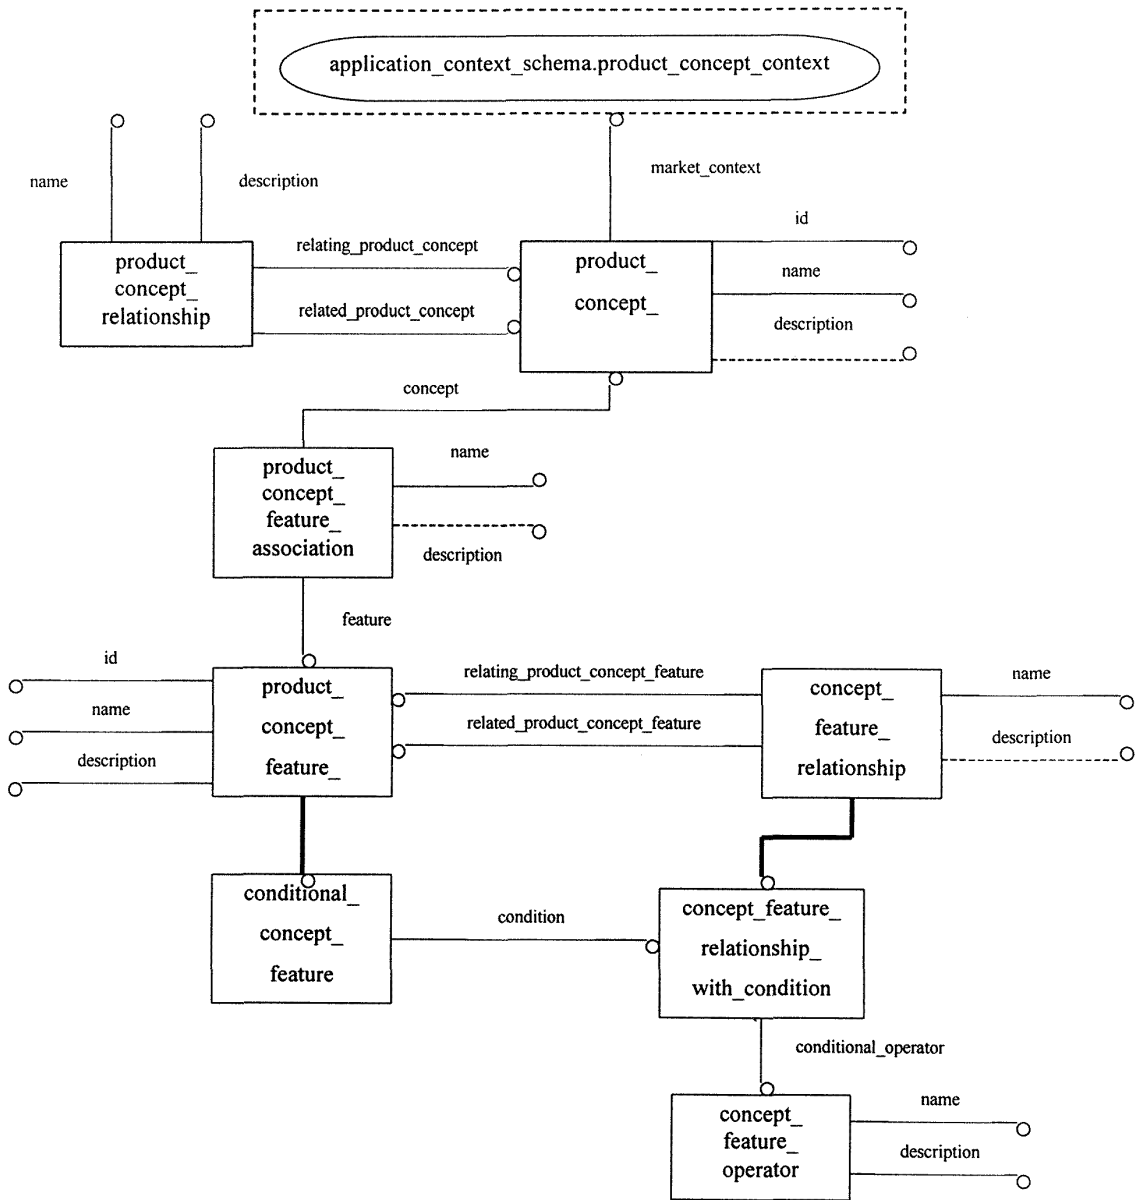 application_context_schema.product_concept_context
name
description
market_context
product_
concept_
relationship
relating_product_concept
related_product_concept
product_
concept_
id
name
description
concept
product_
concept_
feature_
association
name
description
feature
id
name
description
product_
concept_
feature_
relating_product_concept_feature
related_product_concept_feature
concept_
feature_
relationship
name
description
conditional_
concept_
feature
condition
concept_feature_
relationship_
with_condition
conditional_operator
concept_
feature_
operator
name
description